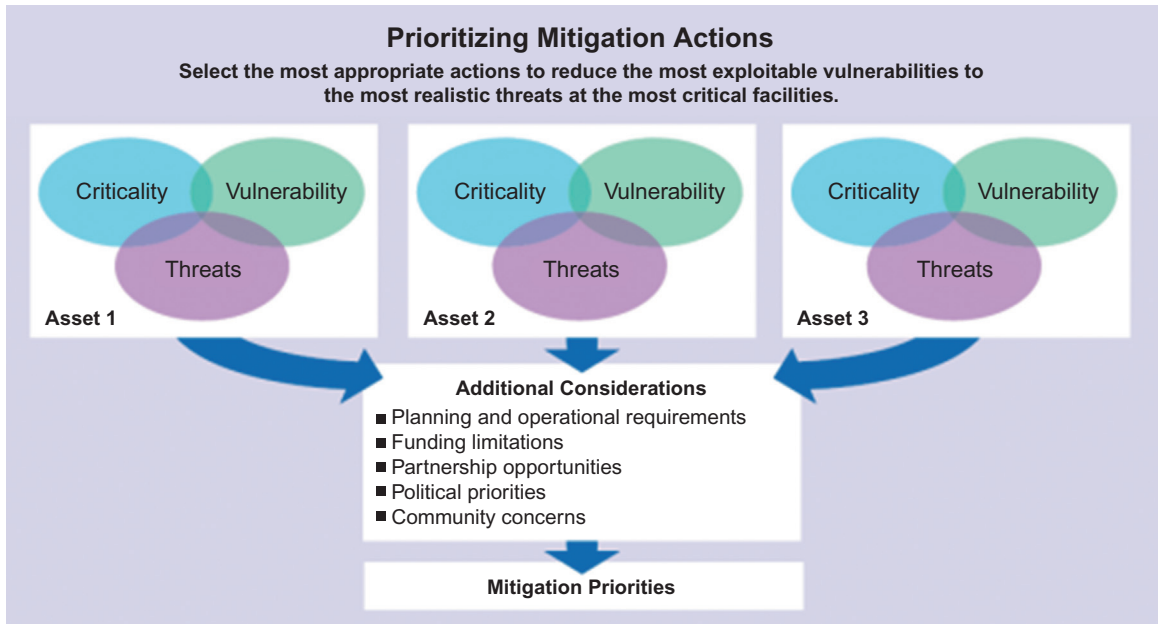 Prioritizing Mitigation Actions
Select the most appropriate actions to reduce the most exploitable vulnerabilities to
the most realistic threats at the most critical facilities.
Criticality
Vulnerability
Threats
Asset 1
Criticality
Vulnerability
Threats
Asset 2
Criticality
Vulnerability
Threats
Asset 3
Additional Considerations
■ Planning and operational requirements
■ Funding limitations
■ Partnership opportunities
■ Political priorities
■ Community concerns
Mitigation Priorities